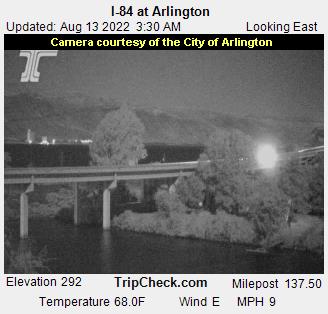 I-84 at Arlington
Updated: Aug 13 2022 3:30 AM Looking East
Camera courtesy of the City of Arlington
Elevation 292 TripCheck.com Milepost 137.50
Temperature 68.0F Wind E MPH 9